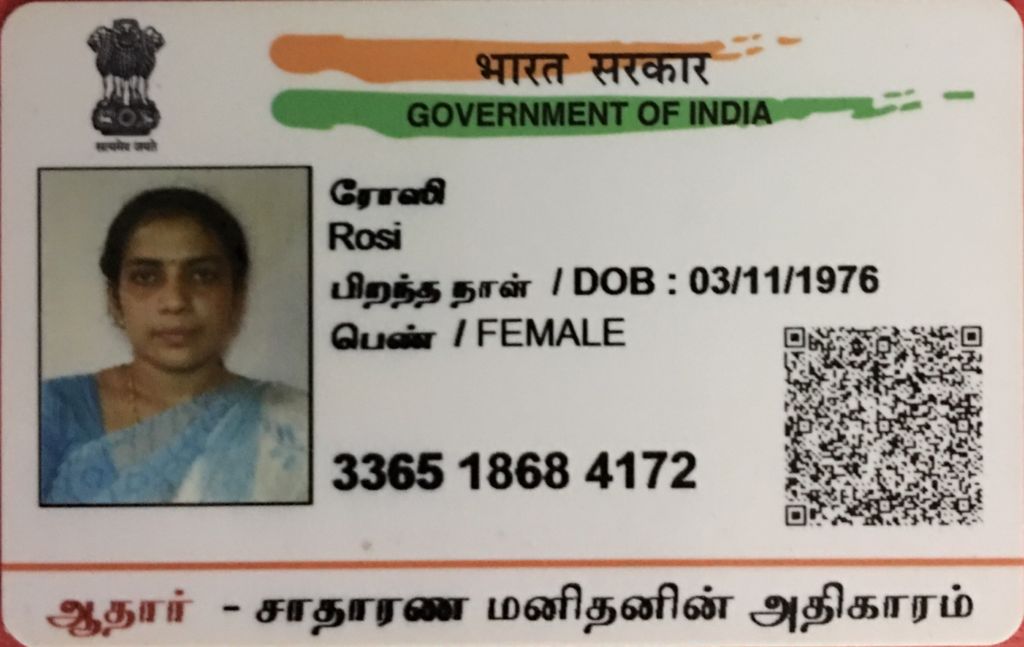 भारत सरकार
GOVERNMENT OF INDIA
सत्यमेव जयते
ரோஸி
Rosi
பிறந்த நாள் / DOB : 03/11/1976
பெண் / FEMALE
3365 1868 4172
ஆதார் - சாதாரண மனிதனின் அதிகாரம்